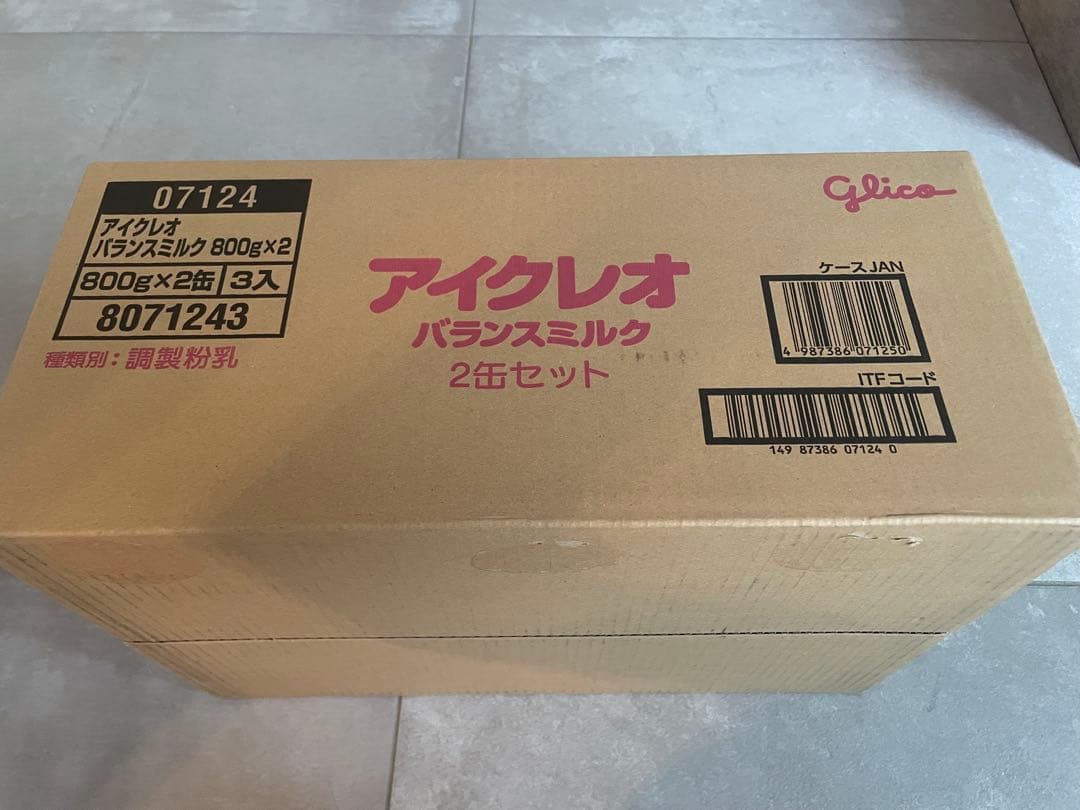 07124
アイクレオ
バランスミルク 800g×2
800g×2缶 3入
8071243
種類別：調製粉乳
アイクレオ
バランスミルク
2缶セット
glico
ケースJAN
4 987386 071250
ITFコード
149 87386 07124 0